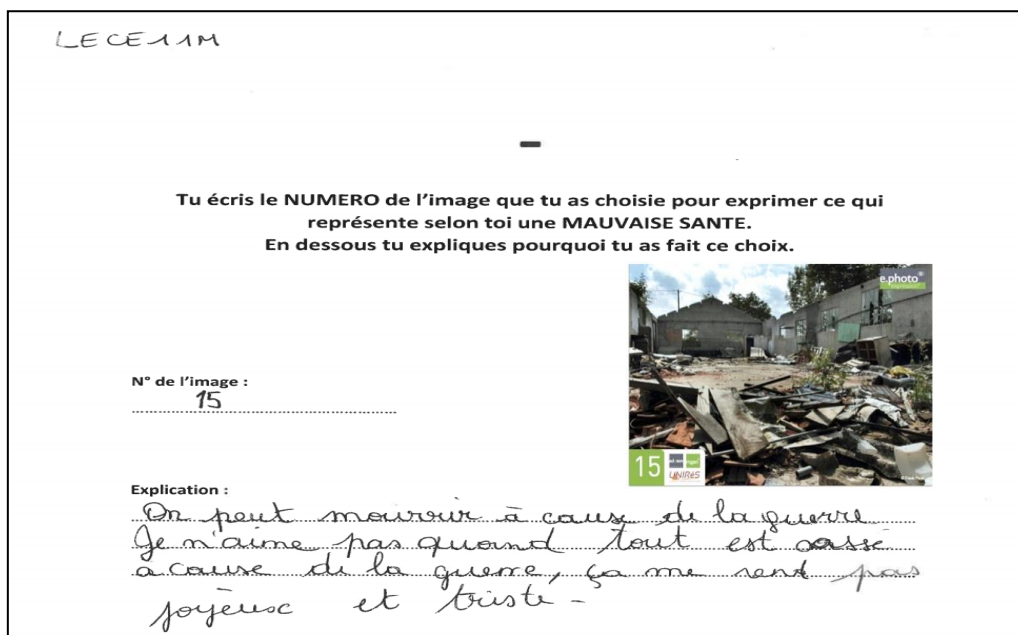 LECE11M
Tu écris le NUMERO de l'image que tu as choisie pour exprimer ce qui
représente selon toi une MAUVAISE SANTE.
En dessous tu expliques pourquoi tu as fait ce choix.
e.photo
N° de l'image :
15
15
UNIRéS
Explication :
On peut mourir à cause de la guerre
Je n'aime pas quand tout est cassé
a cause de la guerre, ça me rend pas
joyeux et triste -